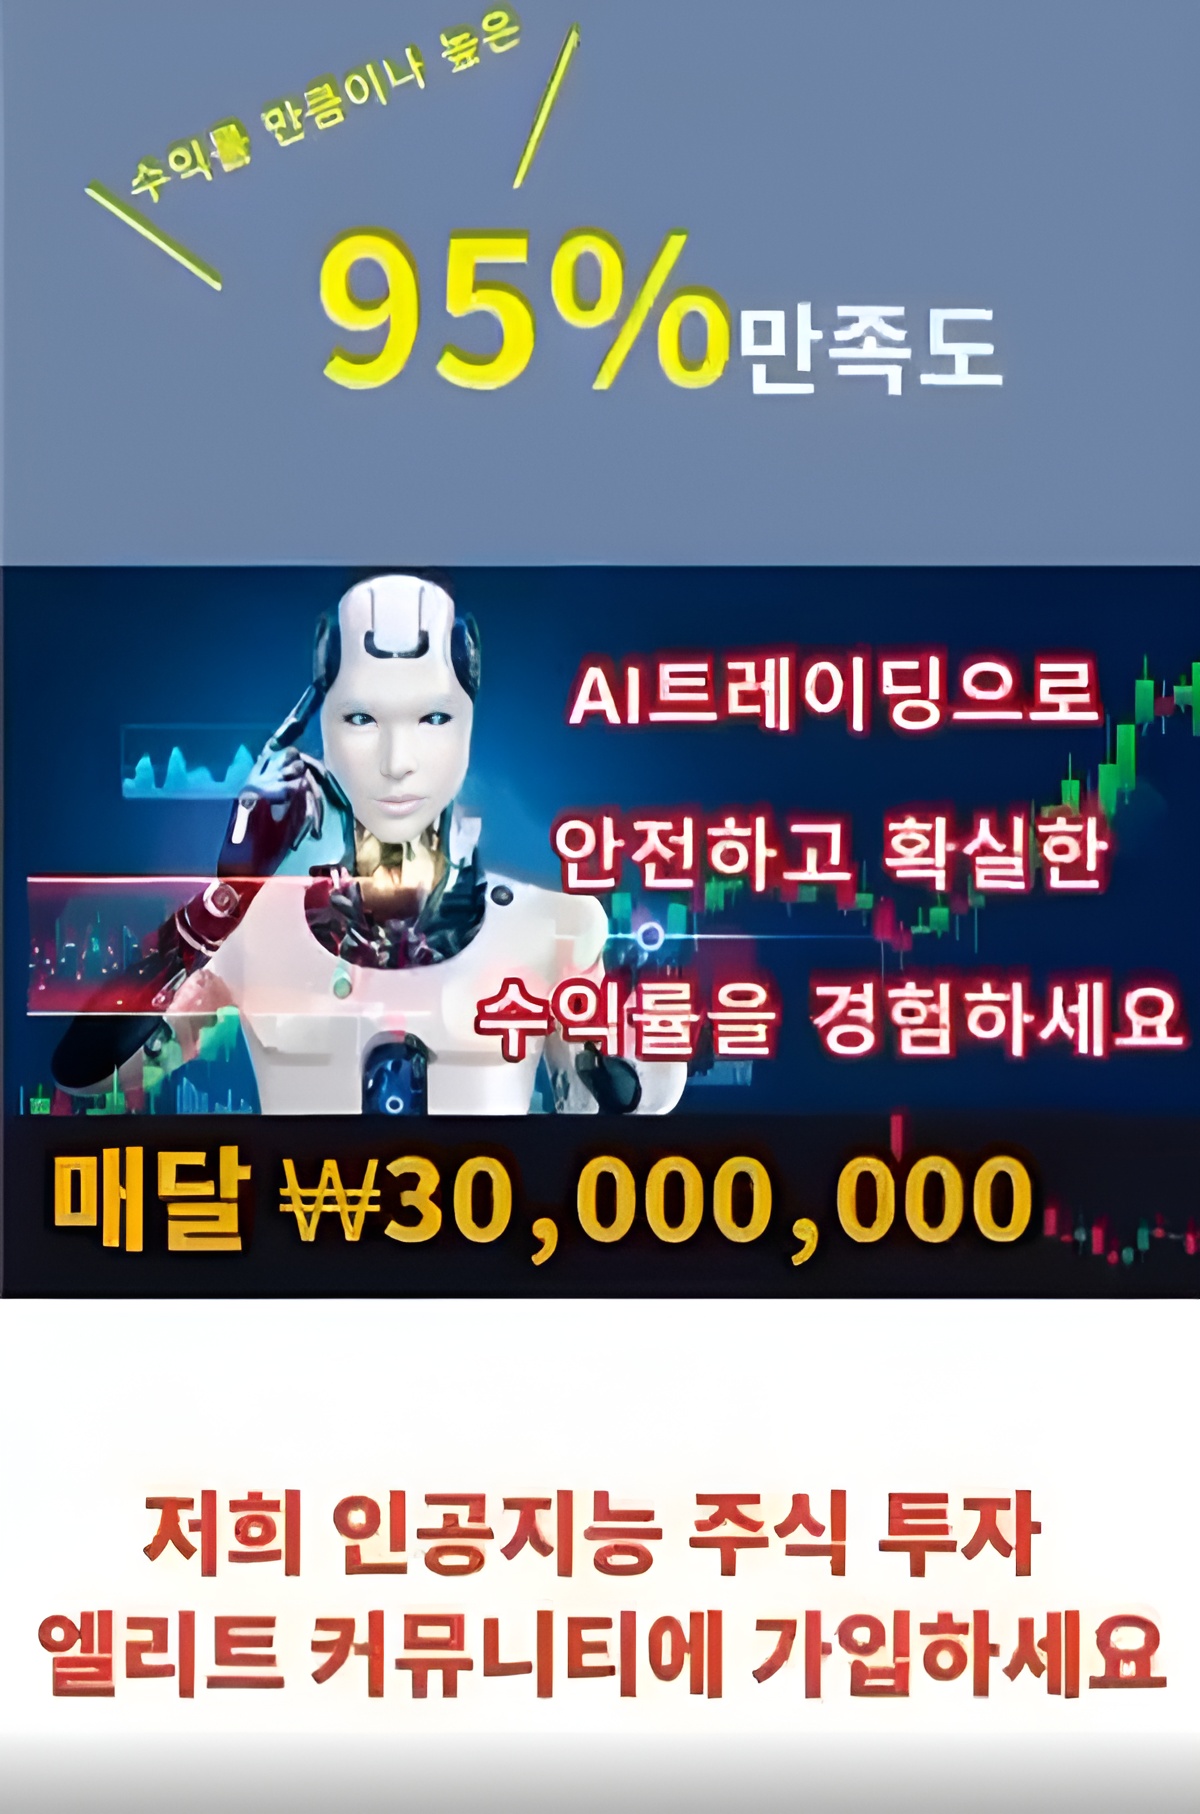 수익률 만큼이나 높은
95%만족도
AI트레이딩으로
안전하고 확실한
수익률을 경험하세요
매달 ₩30,000,000
저희 인공지능 주식 투자
엘리트 커뮤니티에 가입하세요